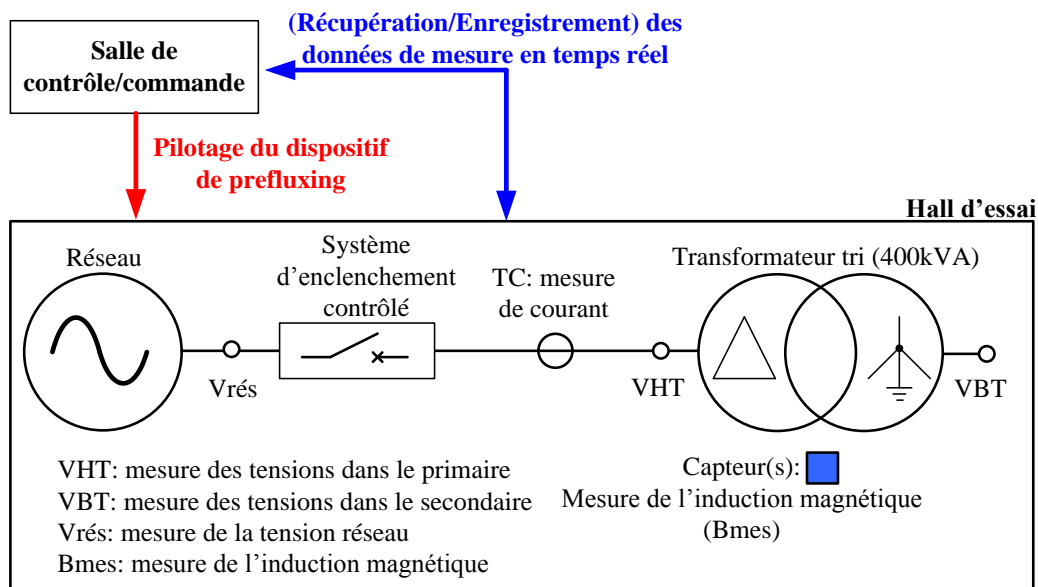 Salle de
contrôle/commande
(Récupération/Enregistrement) des
données de mesure en temps réel
Pilotage du dispositif
de prefluxing
Hall d'essai
Réseau
Système
d'enclenchement
contrôlé
TC: mesure
de courant
Transformateur tri (400kVA)
Vrés
VHT
VBT
VHT: mesure des tensions dans le primaire
VBT: mesure des tensions dans le secondaire
Vrés: mesure de la tension réseau
Bmes: mesure de l'induction magnétique
Capteur(s):
Mesure de l'induction magnétique
(Bmes)